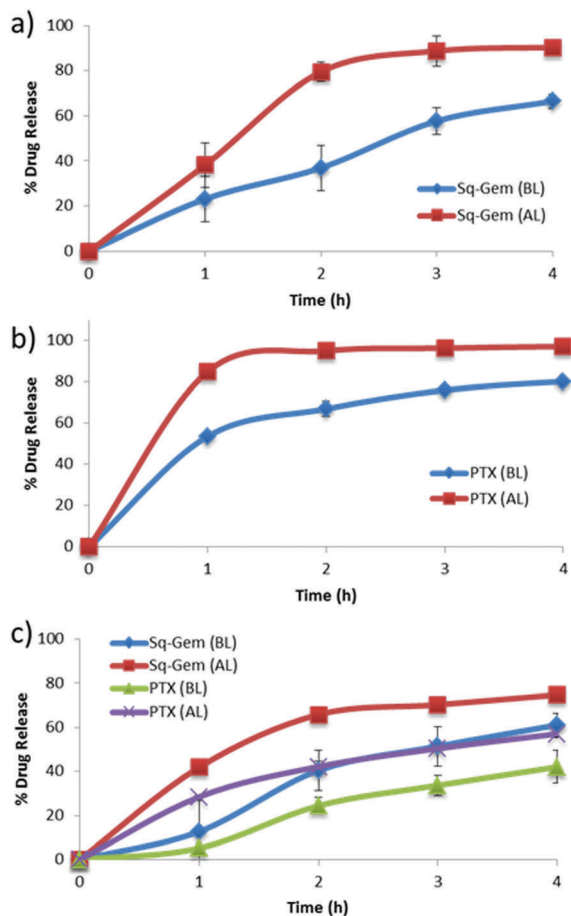 a)
100
80
60
40
20
0
% Drug Release
Sq-Gem (BL)
Sq-Gem (AL)
0 1 2 3 4
Time (h)
b)
100
80
60
40
20
0
% Drug Release
PTX (BL)
PTX (AL)
0 1 2 3 4
Time (h)
c)
100
80
60
40
20
0
% Drug Release
Sq-Gem (BL)
Sq-Gem (AL)
PTX (BL)
PTX (AL)
0 1 2 3 4
Time (h)